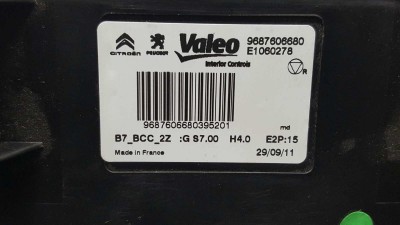 CITROËN PEUGEOT Valeo 9687606680
E1060278
Interior Controls
R
9687606680395201
md
B7_BCC_2Z :G S7.00 H4.0 E2P:15
Made in France 29/09/11